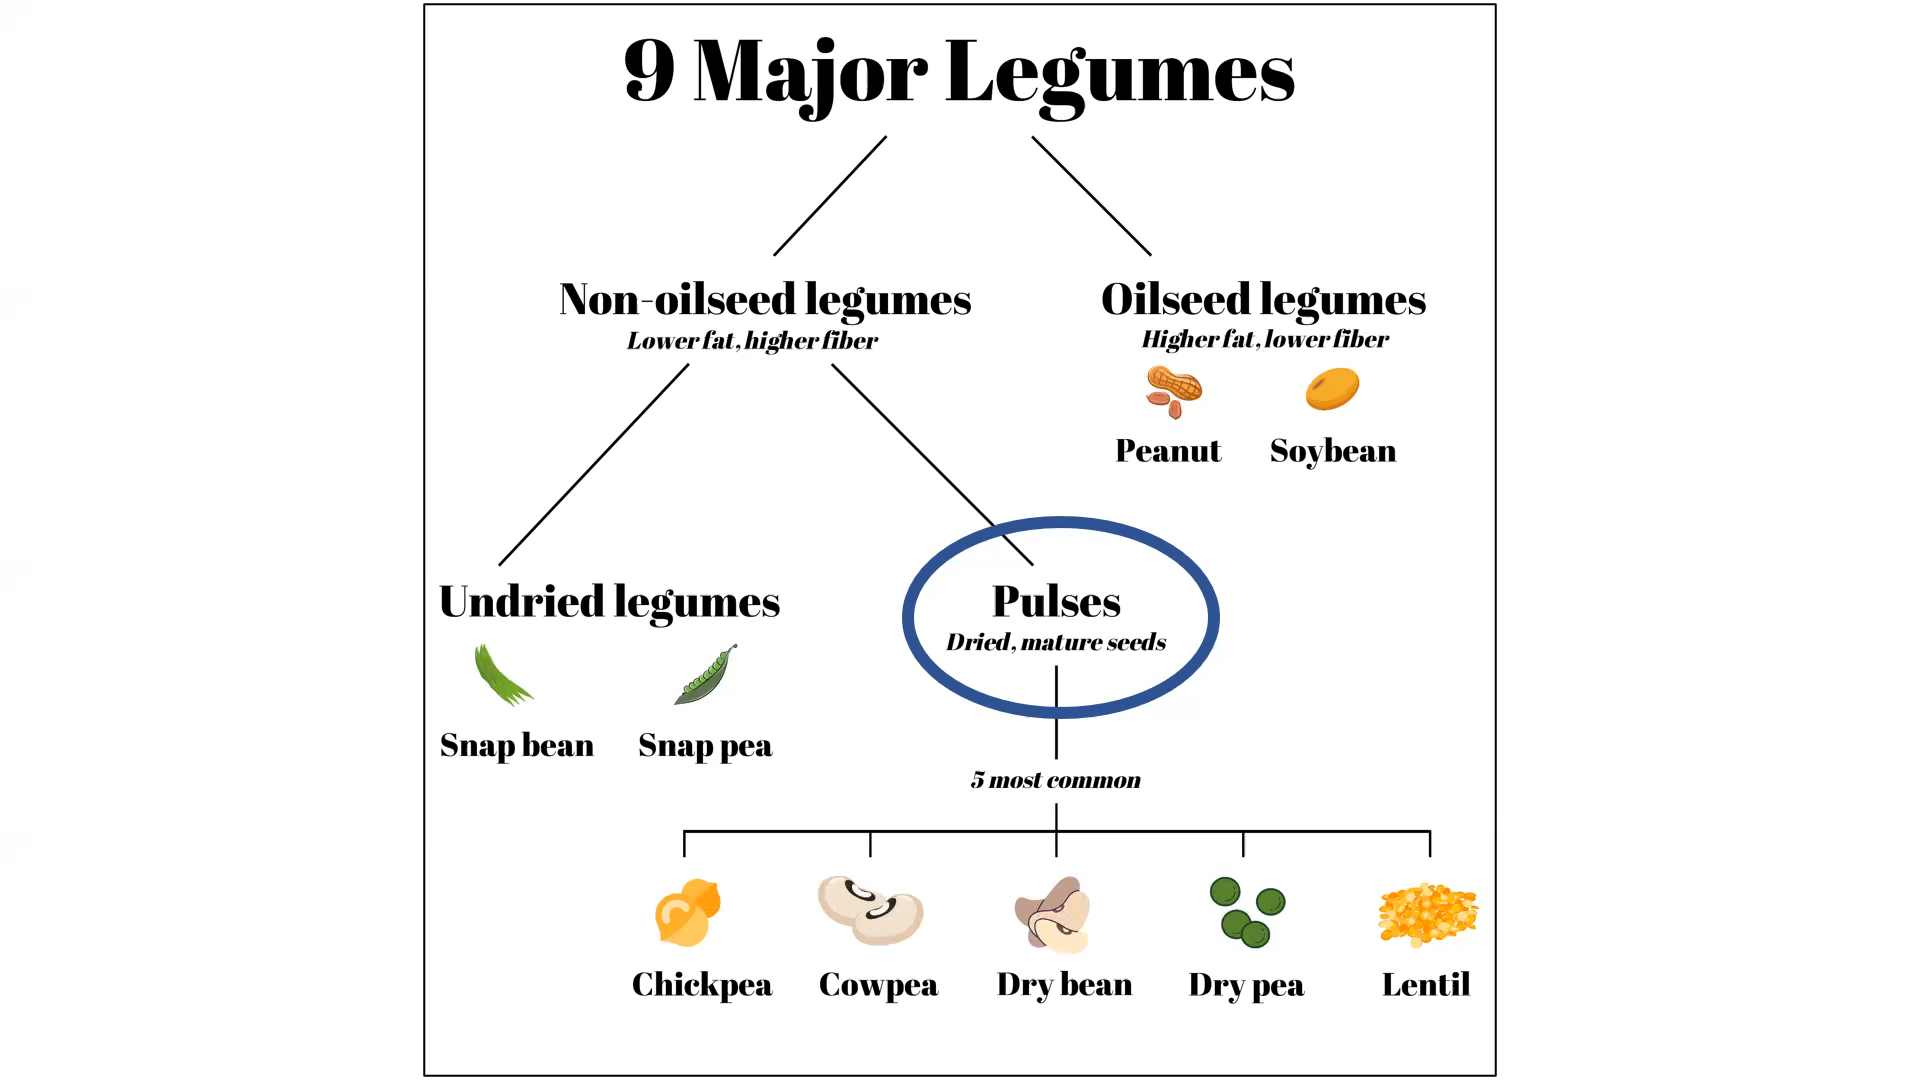 9 Major Legumes
Non-oilseed legumes
Lower fat, higher fiber
Oilseed legumes
Higher fat, lower fiber
Peanut
Soybean
Undried legumes
Snap bean
Snap pea
Pulses
Dried, mature seeds
5 most common
Chickpea
Cowpea
Dry bean
Dry pea
Lentil